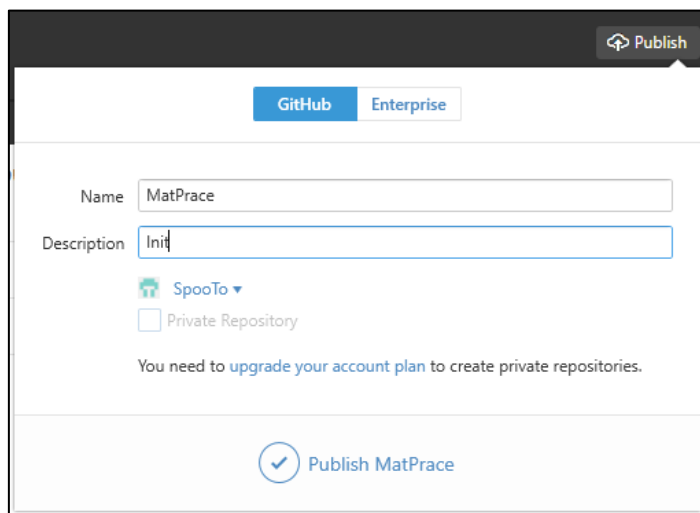 Publish
GitHub Enterprise
Name MatPrace
Description Init
SpooTo
Private Repository
You need to upgrade your account plan to create private repositories.
Publish MatPrace